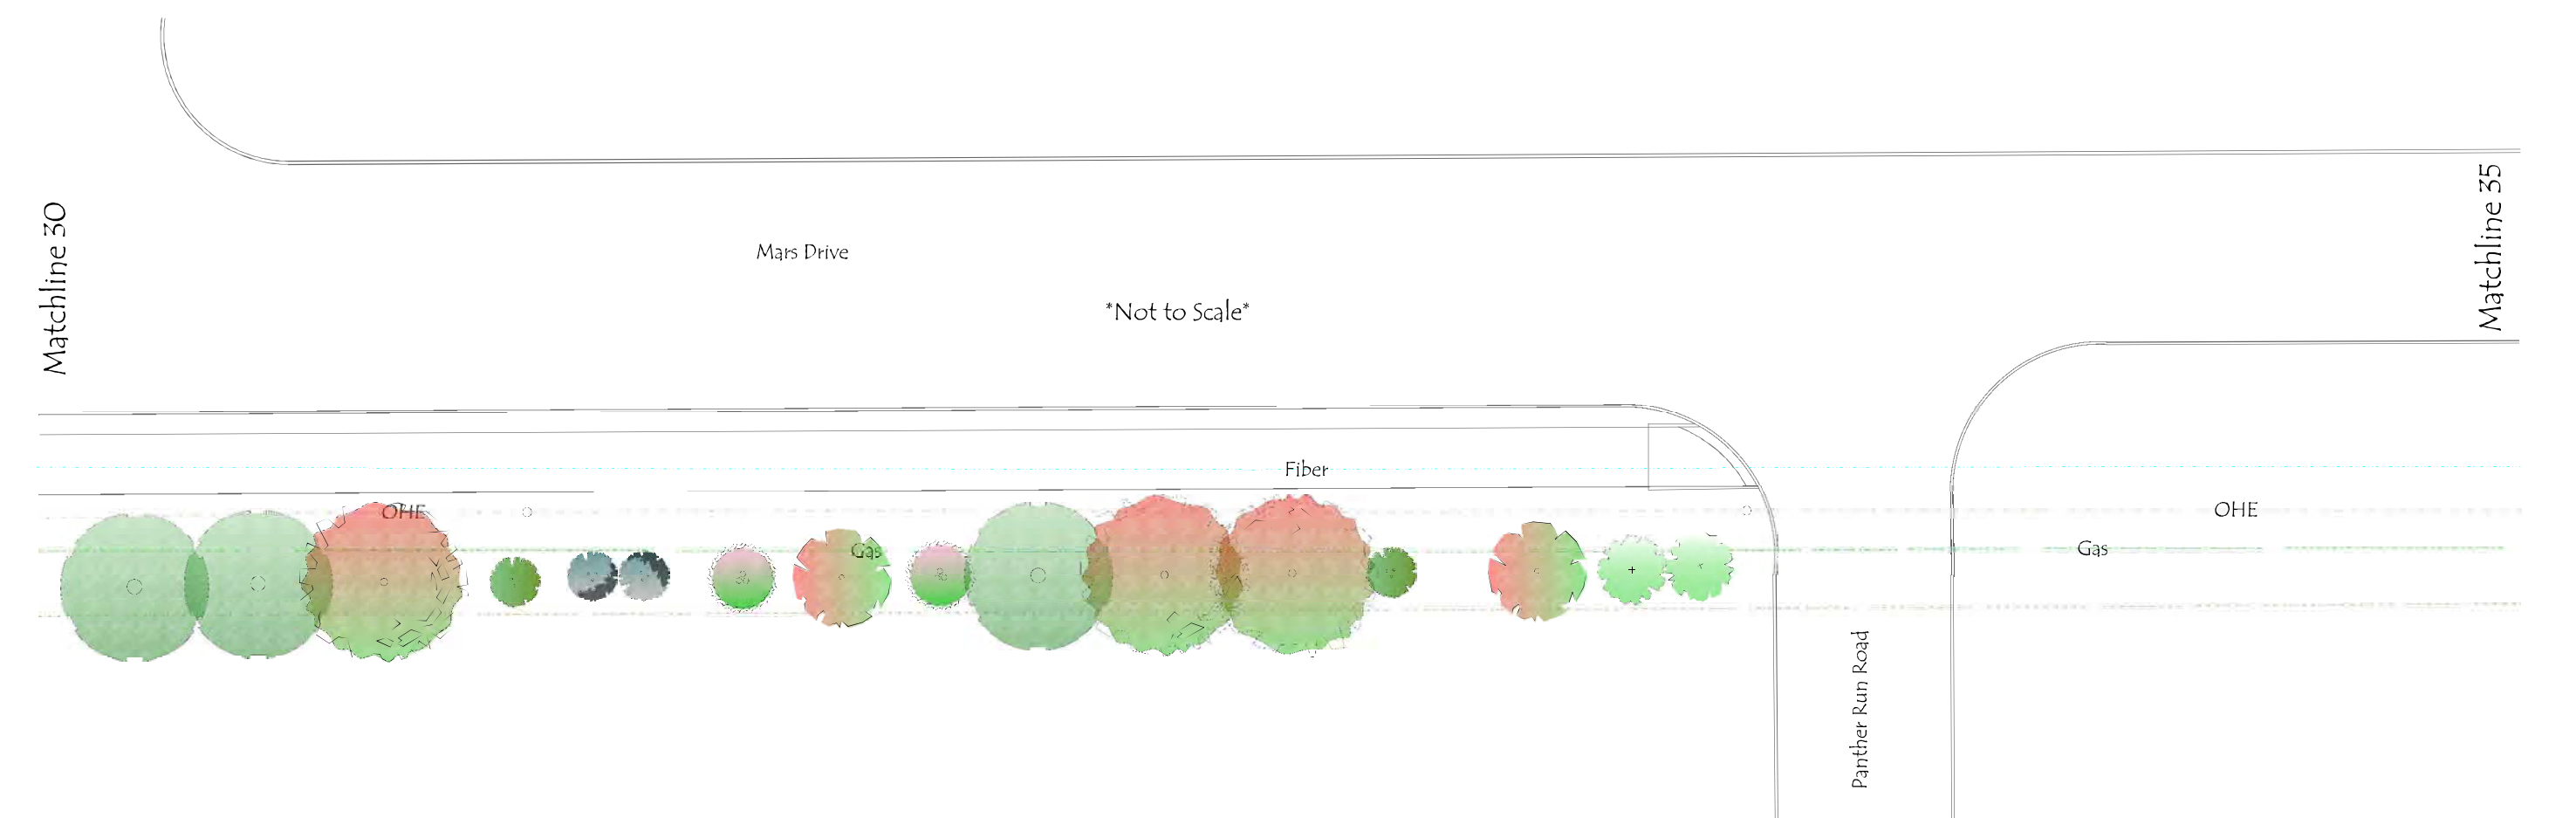 Matchline 30
Mars Drive
*Not to Scale*
Matchline 35
Fiber
OHE
OHE
Gas
Gas
Panther Run Road